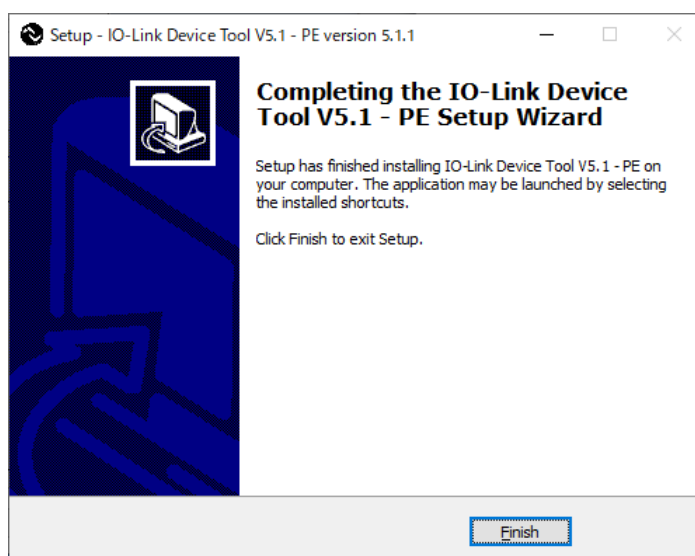 Setup - IO-Link Device Tool V5.1 - PE version 5.1.1
Completing the IO-Link Device
Tool V5.1 - PE Setup Wizard
Setup has finished installing IO-Link Device Tool V5.1 - PE on
your computer. The application may be launched by selecting
the installed shortcuts.
Click Finish to exit Setup.
Finish